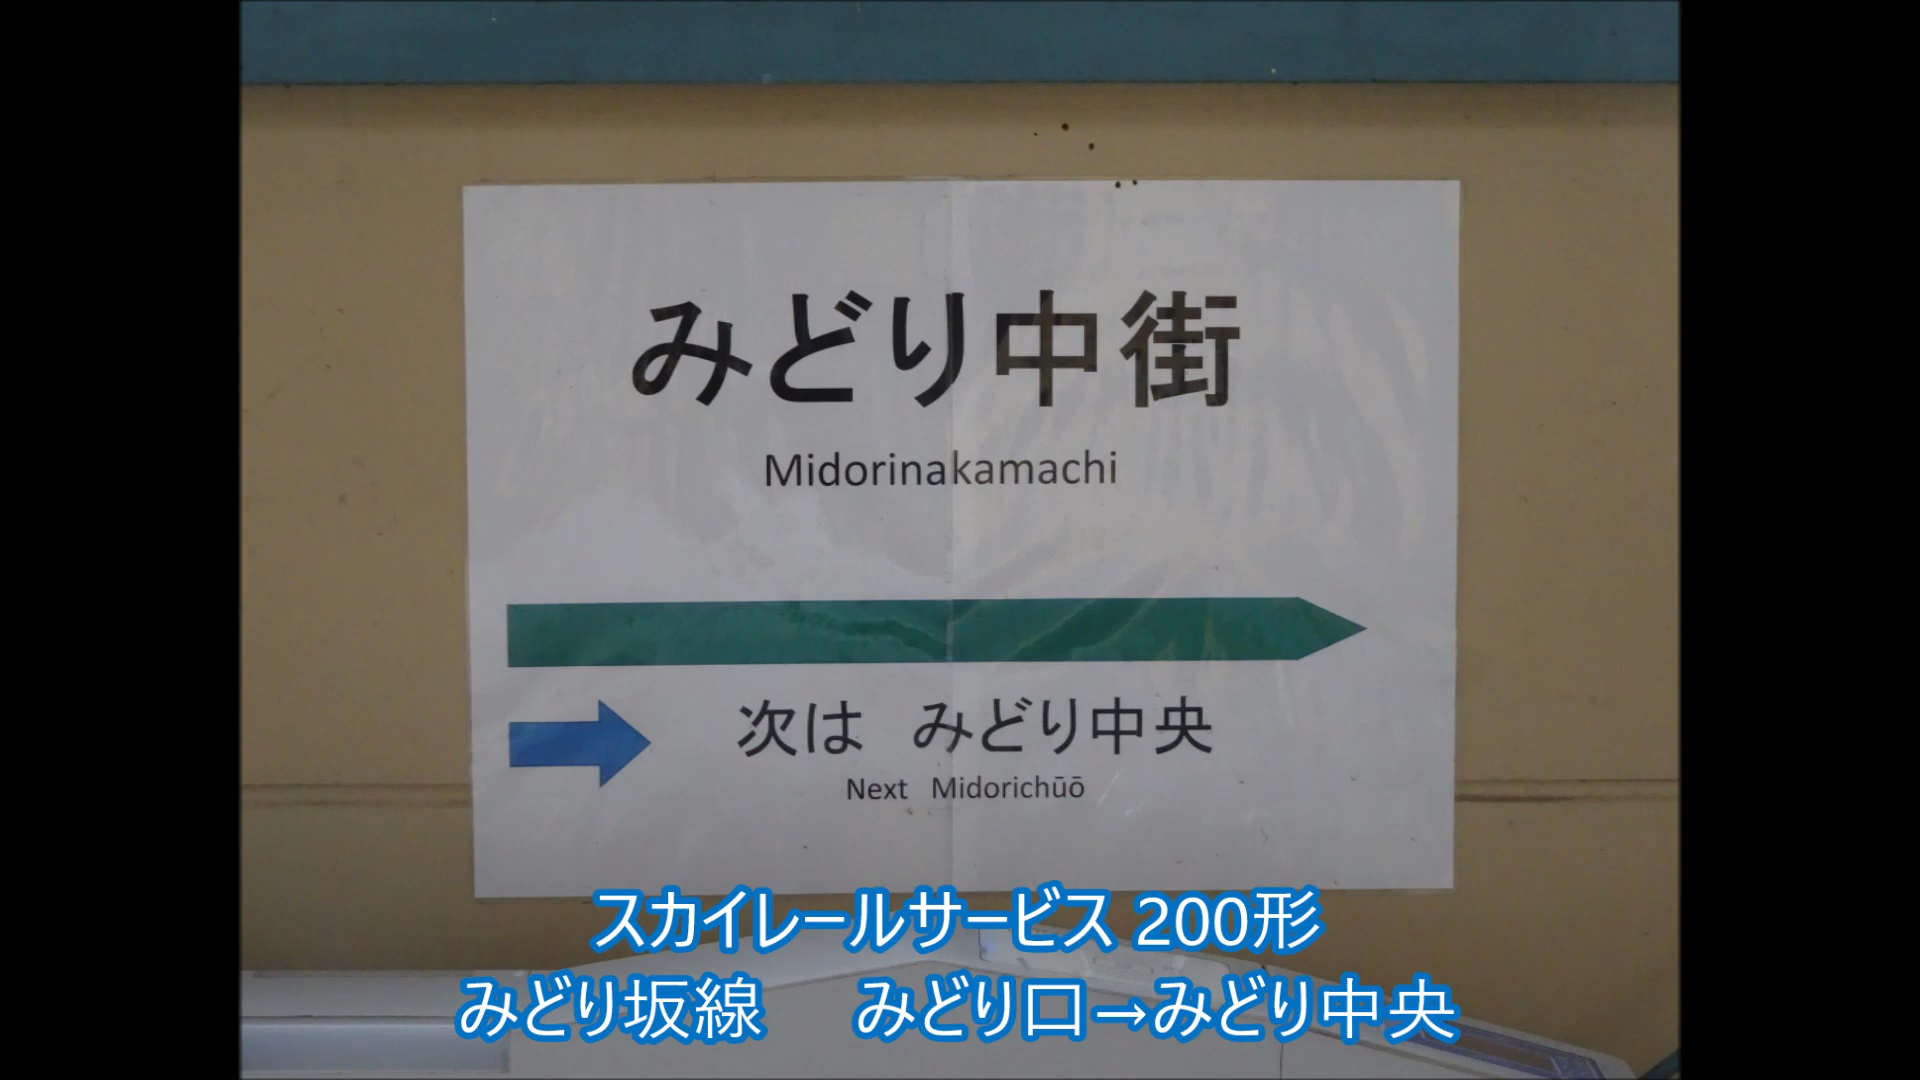 みどり中街
Midorinakamachi
次は　みどり中央
Next Midorichūō
スカイレールサービス 200形
みどり坂線　みどり口→みどり中央